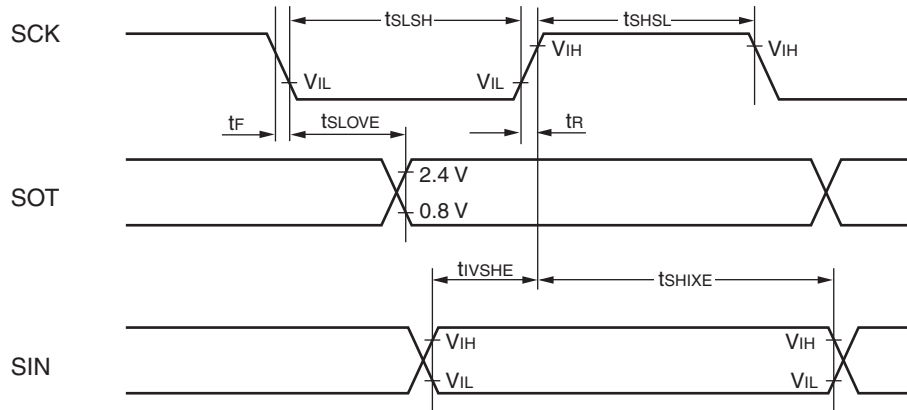 tSLSH tSHSL
SCK
VIH VIH
VIL VIL
tF tSLOVE tR
2.4 V
SOT
0.8 V
tIVSHE tSHIXE
VIH VIH
SIN
VIL VIL